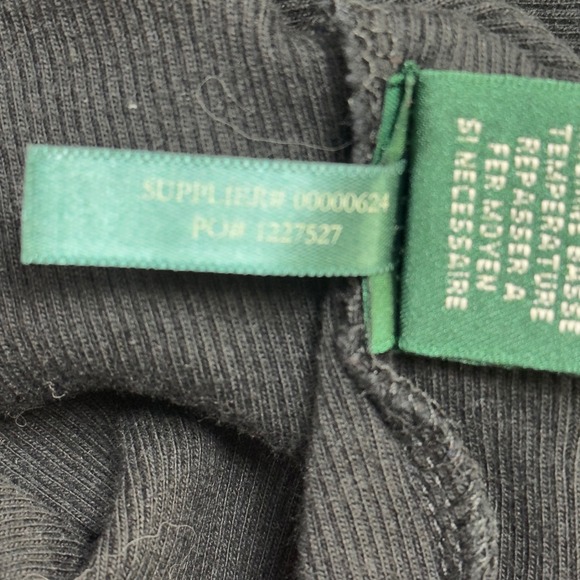 SUPPLIER# 00000624
PO# 1227527
TEMPERATURE
REPASSER A
FER MOYEN
SI NECESSAIRE